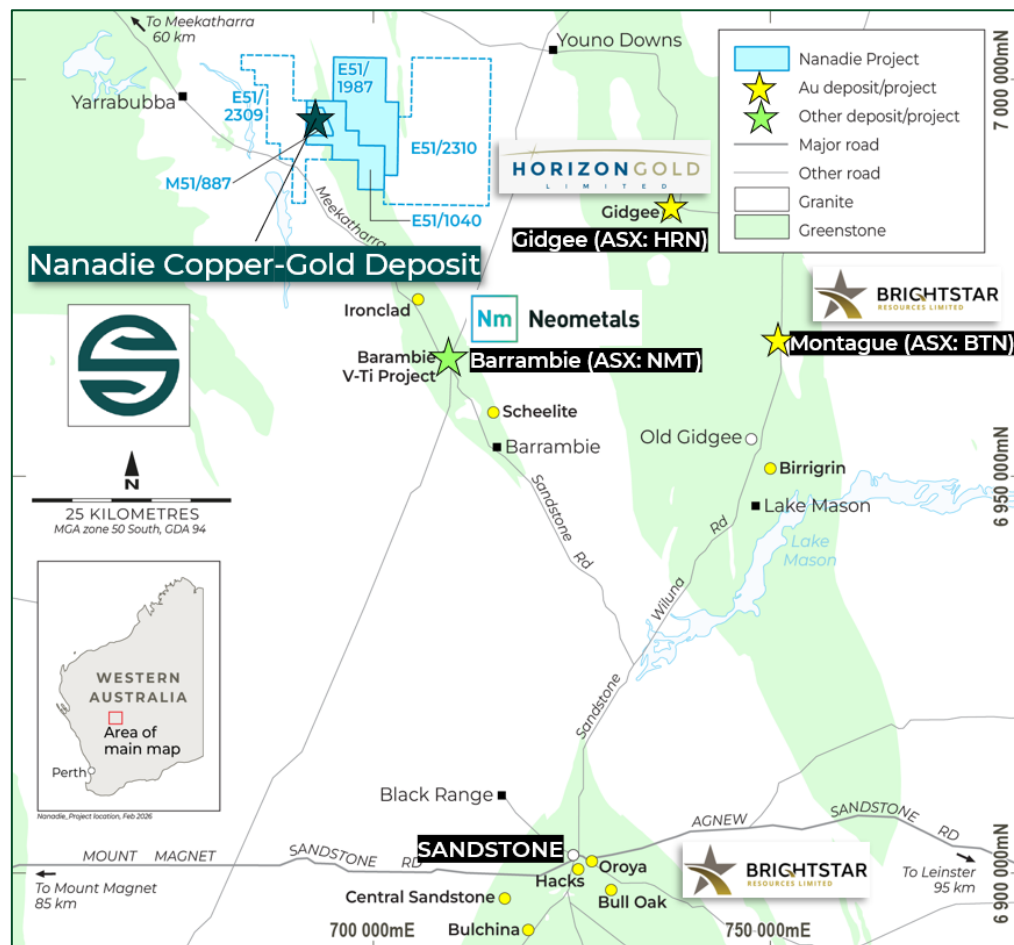 To Meekatharra
60 km
Youno Downs
Yarrabubba
E51/
2309
E51/
1987
E51/2310
M51/887
E51/1040
Meekatharra
Nanadie Copper-Gold Deposit
HORIZON GOLD
LIMITED
Gidgee
Gidgee (ASX: HRN)
Nanadie Project
Au deposit/project
Other deposit/project
Major road
Other road
Granite
Greenstone
7 000 000mN
BRIGHTSTAR
RESOURCES LIMITED
Montague (ASX: BTN)
Ironclad
Nm Neometals
Barambie
V-Ti Project
Barrambie (ASX: NMT)
Scheelite
Barrambie
Old Gidgee
Birrigrin
Lake Mason
Lake
Mason
6 950 000mN
N
25 KILOMETRES
MGA zone 50 South, GDA 94
Sandstone
Rd
Sandstone
Wiluna
Rd
WESTERN
AUSTRALIA
Area of
main map
Perth
Nanadie_Project location, Feb 2026
Black Range
SANDSTONE
MOUNT MAGNET
SANDSTONE RD
AGNEW
SANDSTONE
RD
To Mount Magnet
85 km
To Leinster
95 km
Oroya
Hacks
Bull Oak
Central Sandstone
Bulchina
BRIGHTSTAR
RESOURCES LIMITED
6 900 000mN
700 000mE
750 000mE